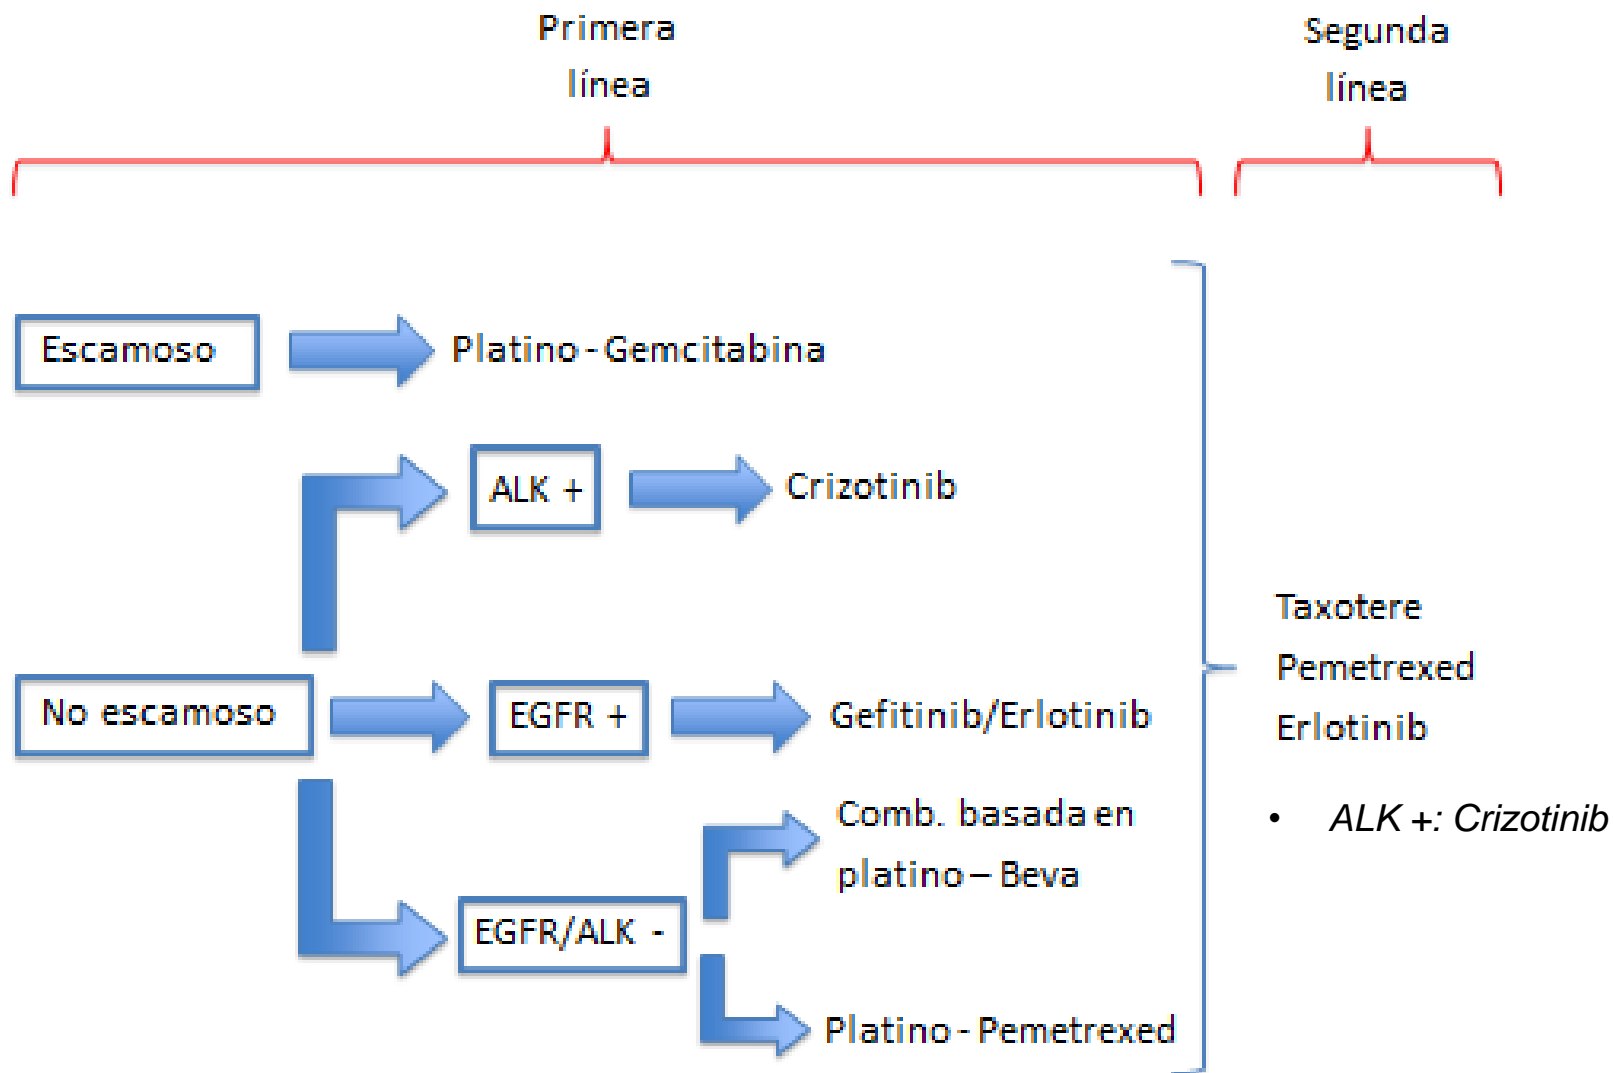 Primera
línea
Segunda
línea
Escamoso
Platino - Gemcitabina
ALK +
Crizotinib
No escamoso
EGFR +
Gefitinib/Erlotinib
EGFR/ALK -
Comb. basada en
platino – Beva
Platino - Pemetrexed
Taxotere
Pemetrexed
Erlotinib
• ALK +: Crizotinib